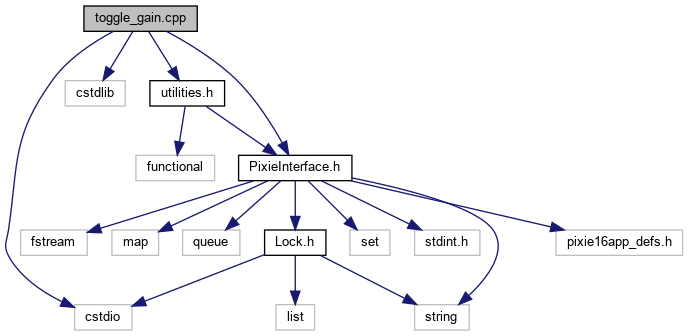 toggle_gain.cpp
cstdlib
utilities.h
functional
PixieInterface.h
fstream
map
queue
Lock.h
set
stdint.h
pixie16app_defs.h
cstdio
list
string